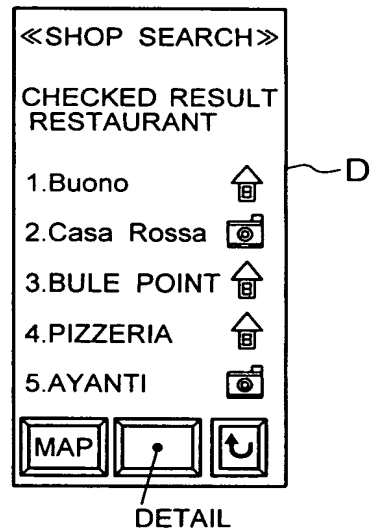 ≪SHOP SEARCH≫
CHECKED RESULT
RESTAURANT
1.Buono
2.Casa Rossa
3.BULE POINT
4.PIZZERIA
5.AYANTI
MAP
D
DETAIL